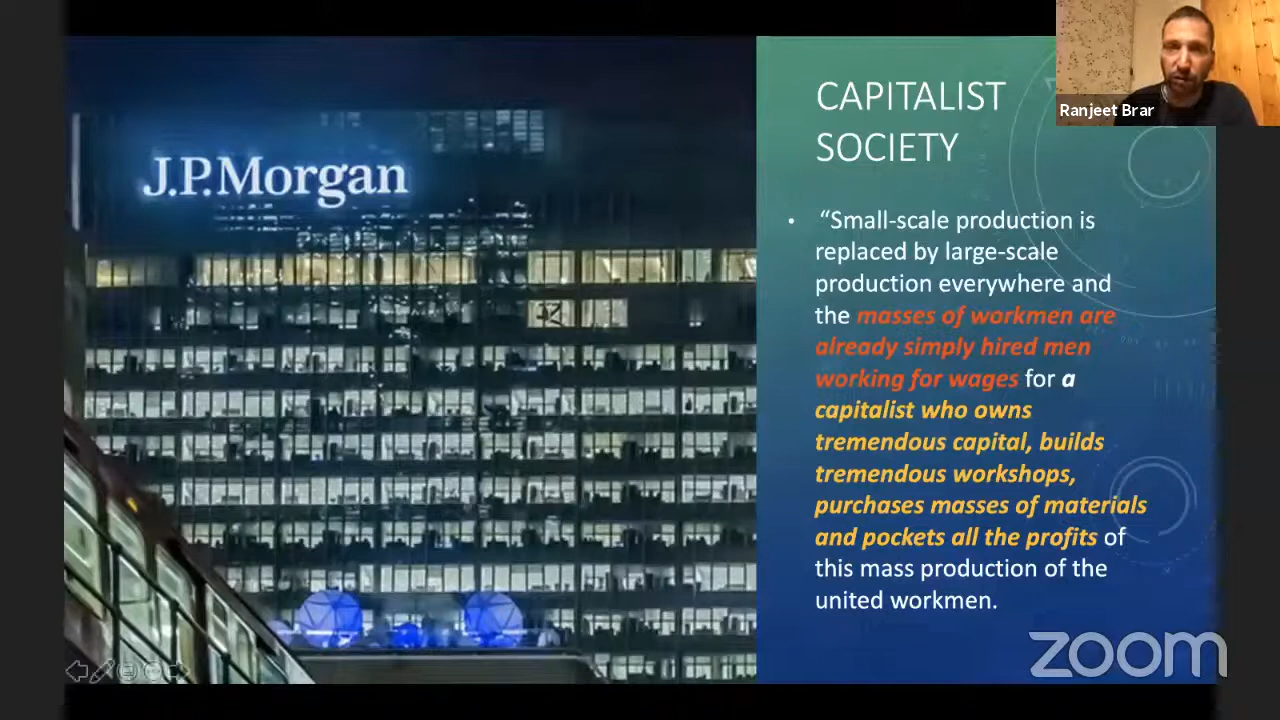 J.P.Morgan
CAPITALIST
SOCIETY
Ranjeet Brar
• “Small-scale production is
replaced by large-scale
production everywhere and
the masses of workmen are
already simply hired men
working for wages for a
capitalist who owns
tremendous capital, builds
tremendous workshops,
purchases masses of materials
and pockets all the profits of
this mass production of the
united workmen.
zoom